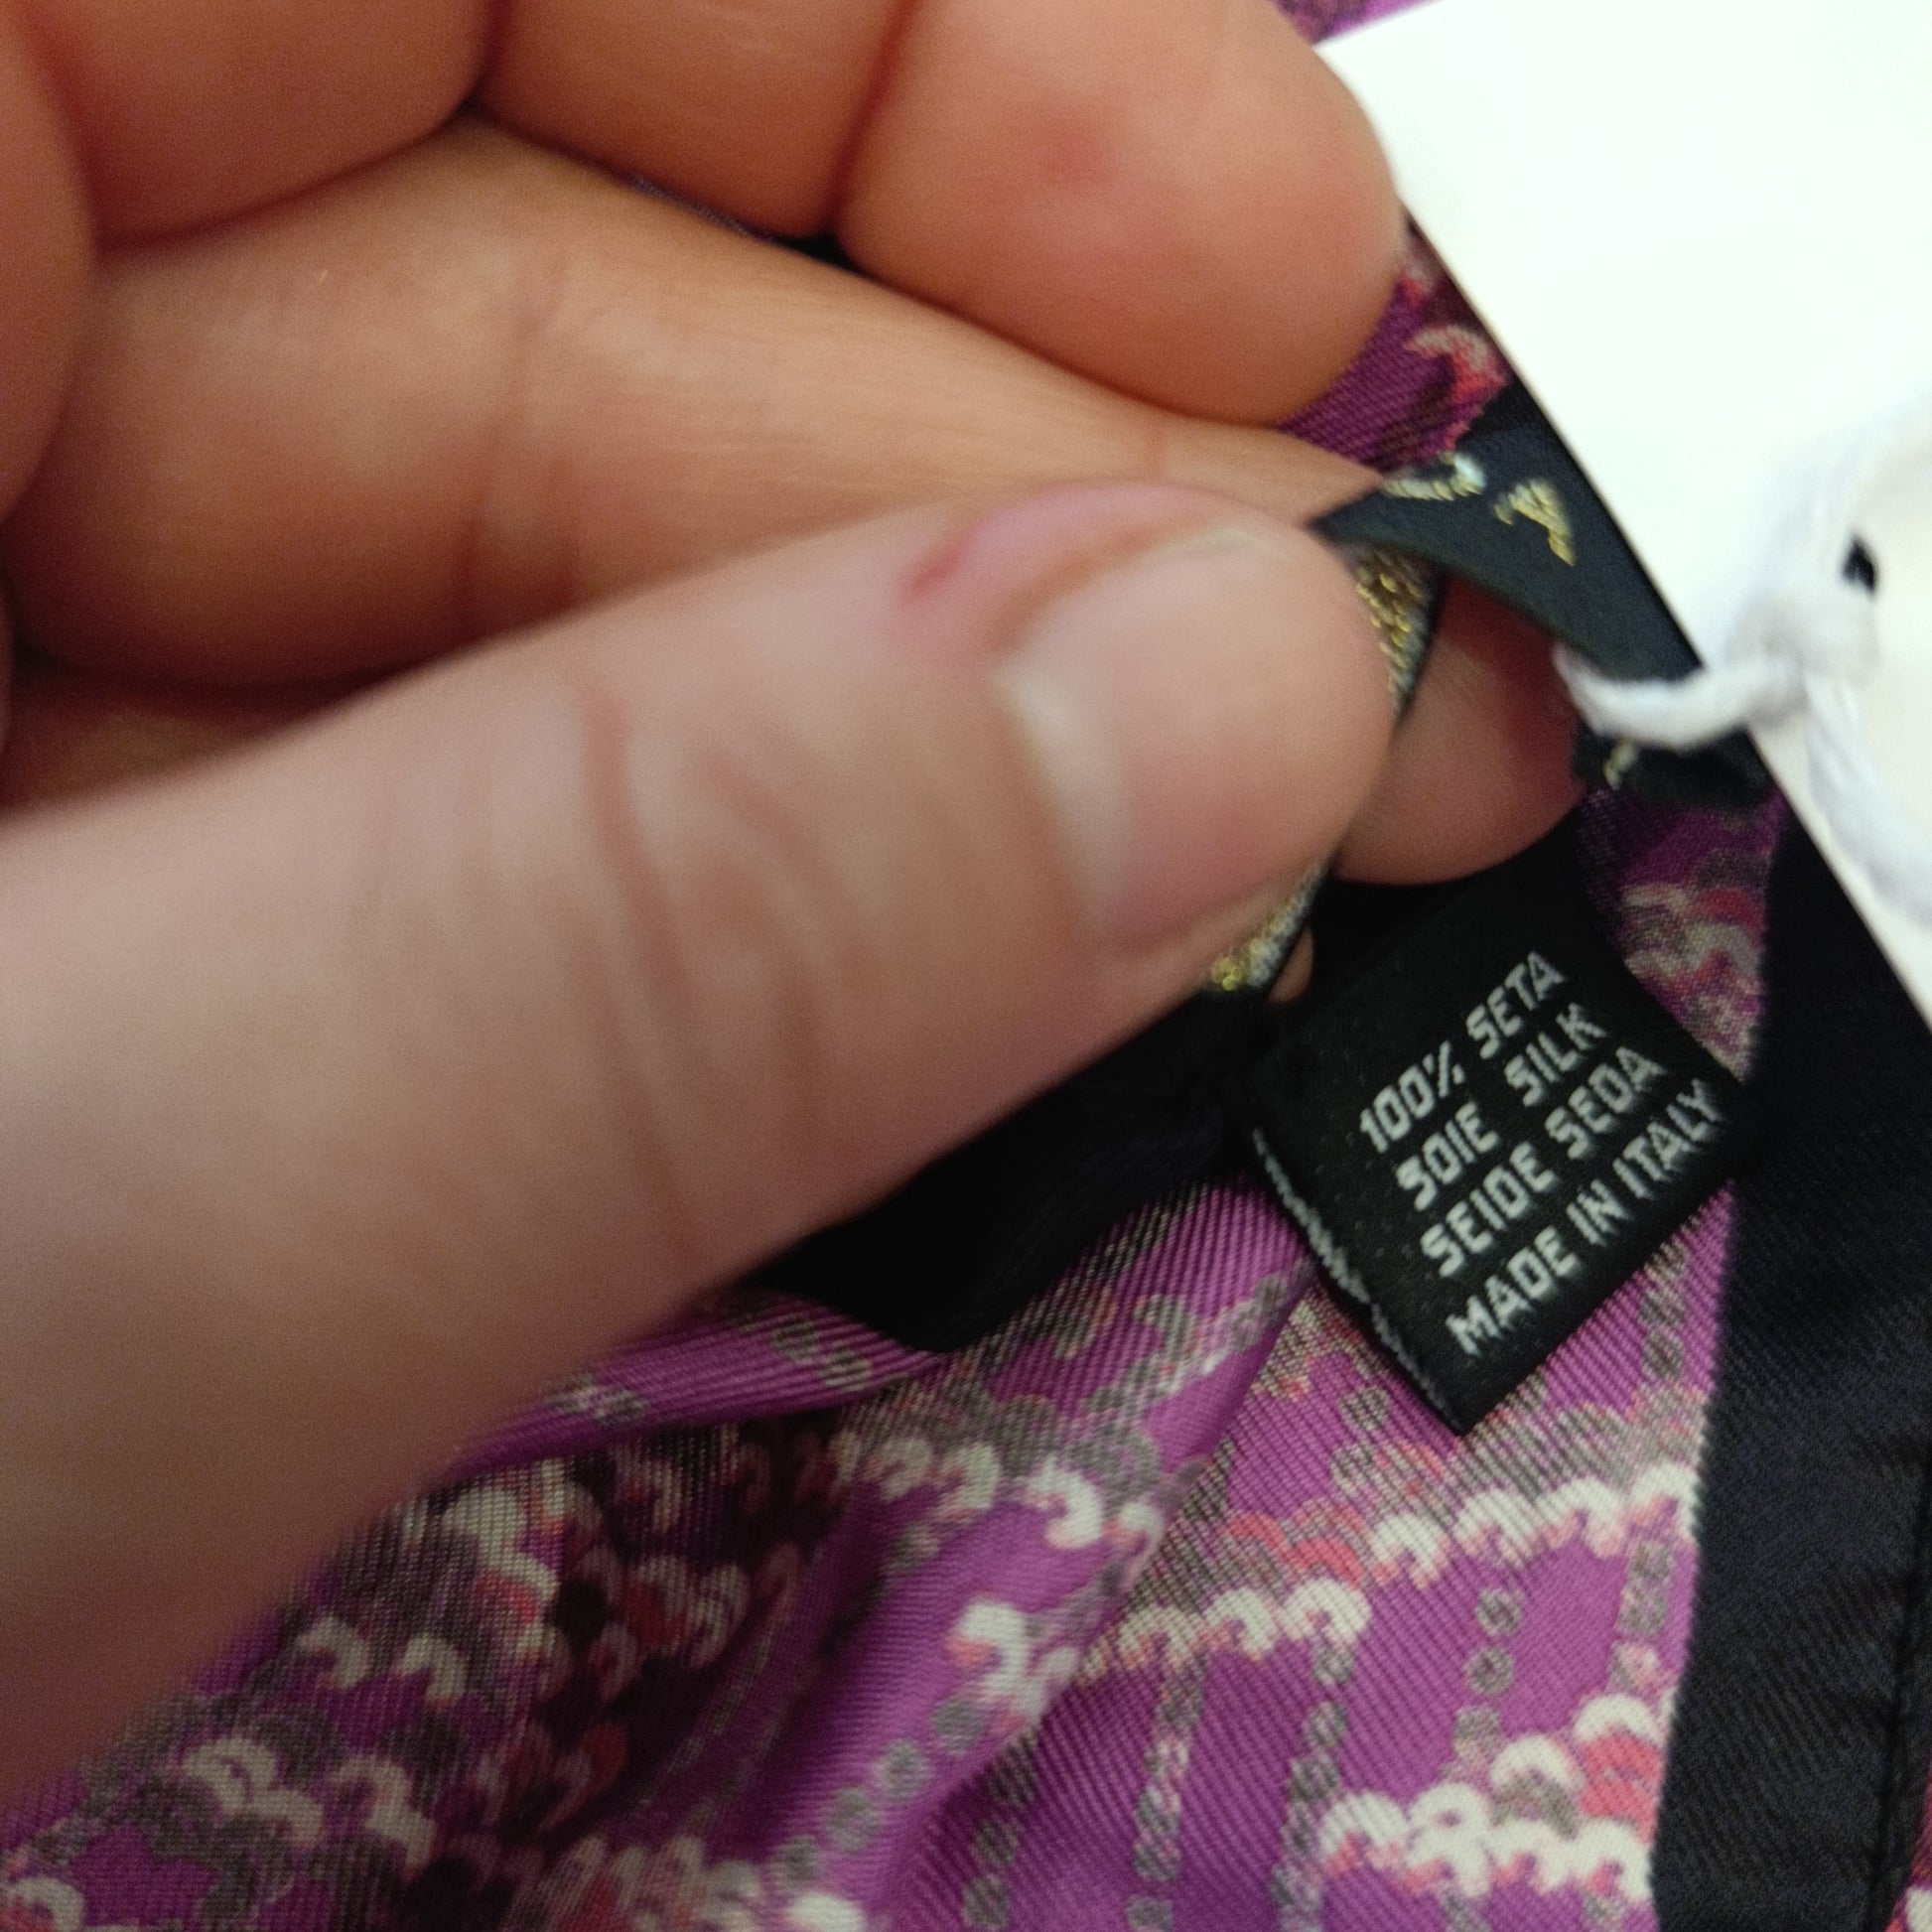 100% SETA
SOIE SILK
SEIDE SEDA
MADE IN ITALY